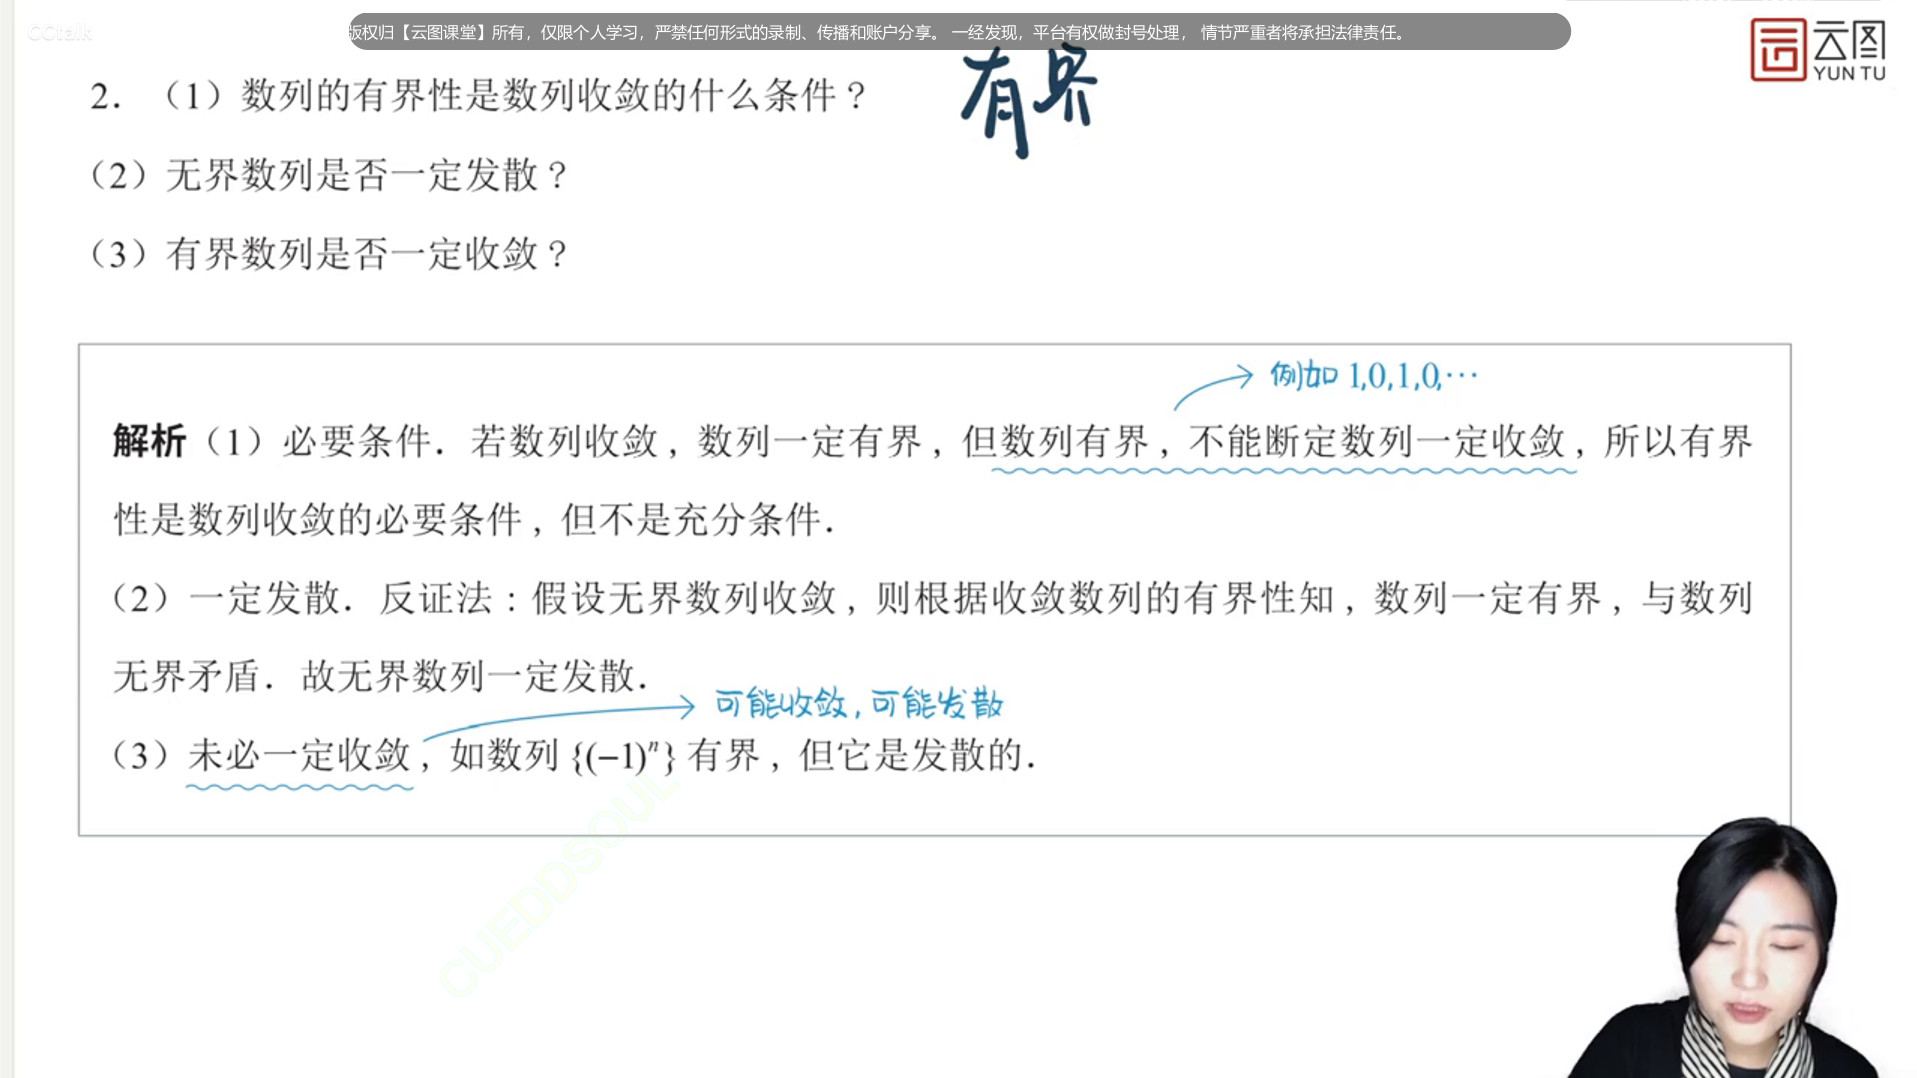 CCtalk
版权归【云图课堂】所有，仅限个人学习，严禁任何形式的录制、传播和账户分享。 一经发现，平台有权做封号处理， 情节严重者将承担法律责任。
云图
YUN TU
有界
2．（1）数列的有界性是数列收敛的什么条件？
（2）无界数列是否一定发散？
（3）有界数列是否一定收敛？
例如 1,0,1,0,⋯
解析（1）必要条件．若数列收敛，数列一定有界，但数列有界，不能断定数列一定收敛，所以有界
性是数列收敛的必要条件，但不是充分条件．
（2）一定发散．反证法：假设无界数列收敛，则根据收敛数列的有界性知，数列一定有界，与数列
无界矛盾．故无界数列一定发散．
可能收敛，可能发散
（3）未必一定收敛，如数列 {(−1)ⁿ} 有界，但它是发散的．
CUEDDSOUL